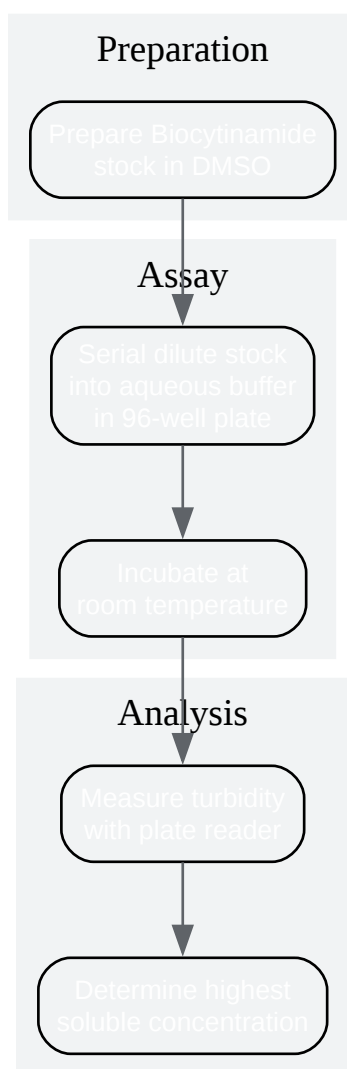 Preparation
Prepare Biocytinamide
stock in DMSO
Assay
Serial dilute stock
into aqueous buffer
in 96-well plate
Incubate at
room temperature
Analysis
Measure turbidity
with plate reader
Determine highest
soluble concentration